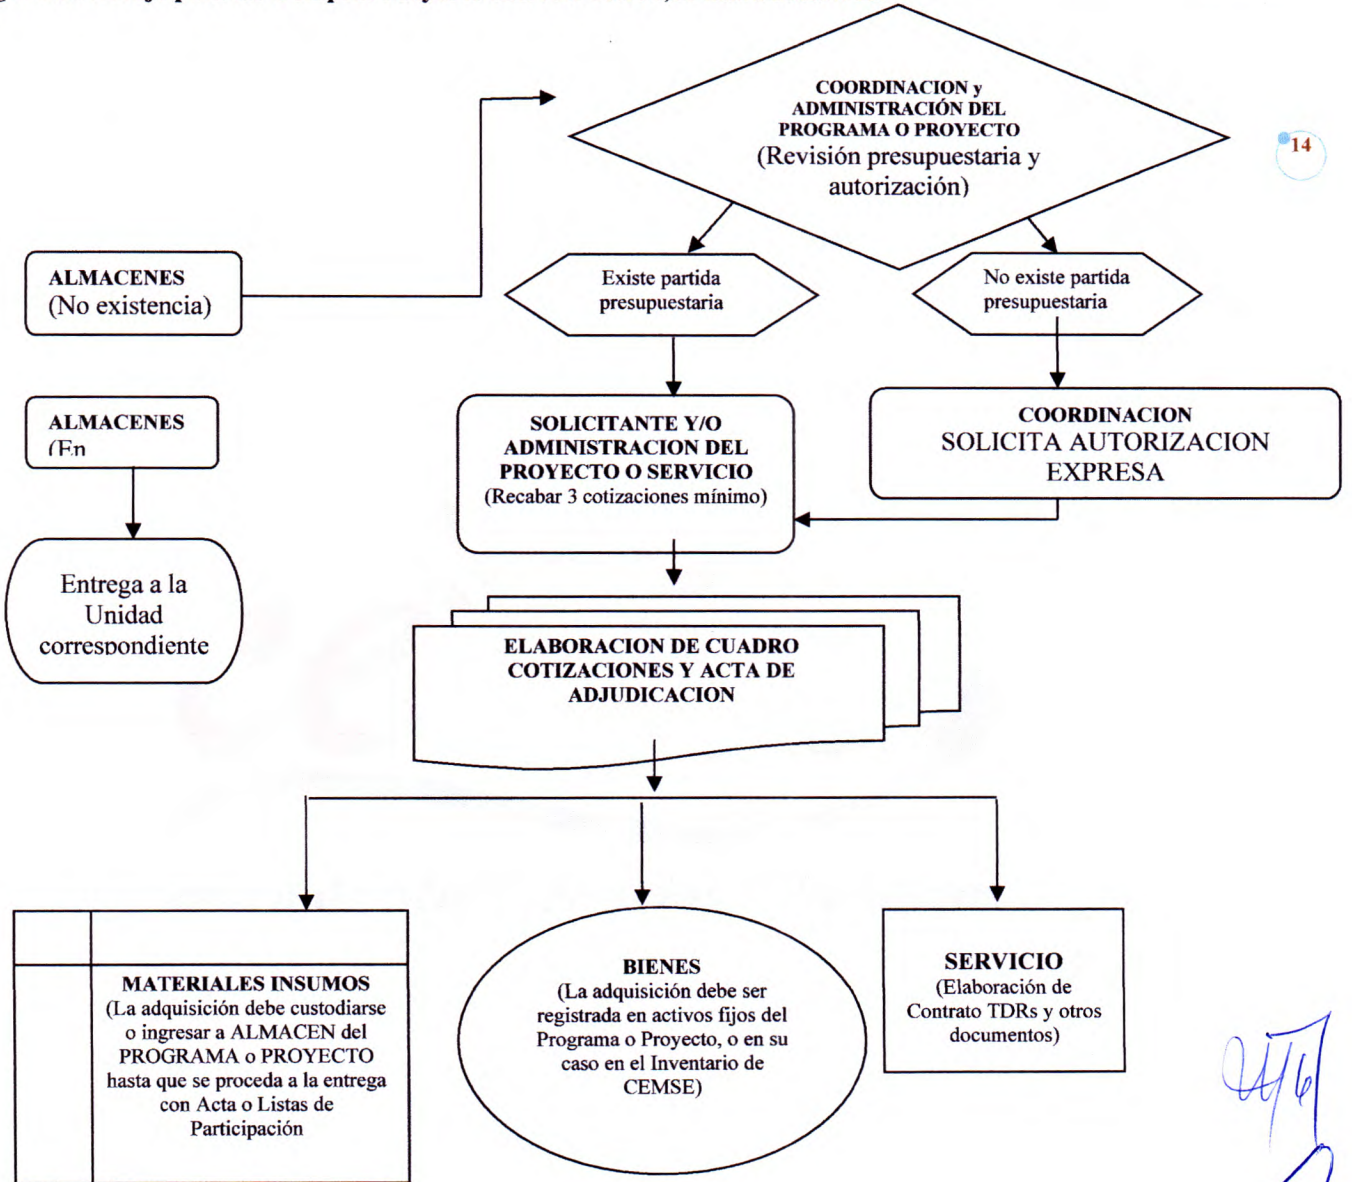 COORDINACION y
ADMINISTRACIÓN DEL
PROGRAMA O PROYECTO
(Revisión presupuestaria y
autorización)
14
ALMACENES
(No existencia)
Existe partida
presupuestaria
No existe partida
presupuestaria
ALMACENES
(En
SOLICITANTE Y/O
ADMINISTRACION DEL
PROYECTO O SERVICIO
(Recabar 3 cotizaciones mínimo)
COORDINACION
SOLICITA AUTORIZACION
EXPRESA
Entrega a la
Unidad
correspondiente
ELABORACION DE CUADRO
COTIZACIONES Y ACTA DE
ADJUDICACION
MATERIALES INSUMOS
(La adquisición debe custodiarse
o ingresar a ALMACEN del
PROGRAMA o PROYECTO
hasta que se proceda a la entrega
con Acta o Listas de
Participación
BIENES
(La adquisición debe ser
registrada en activos fijos del
Programa o Proyecto, o en su
caso en el Inventario de
CEMSE)
SERVICIO
(Elaboración de
Contrato TDRs y otros
documentos)